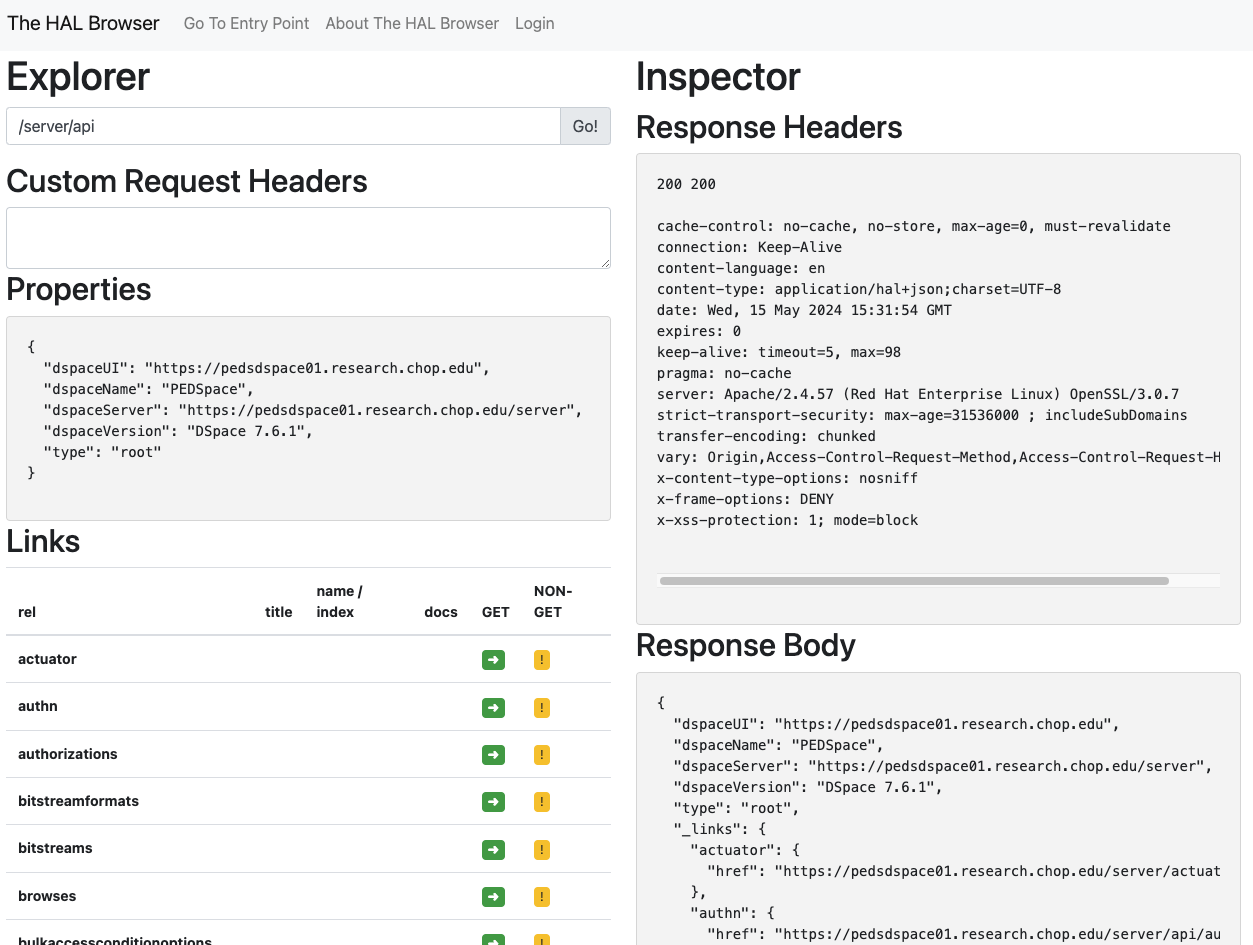 The HAL Browser Go To Entry Point About The HAL Browser Login
Explorer
/server/api Go!
Custom Request Headers
Properties
{
"dspaceUI": "https://pedsdspace01.research.chop.edu",
"dspaceName": "PEDSpace",
"dspaceServer": "https://pedsdspace01.research.chop.edu/server",
"dspaceVersion": "DSpace 7.6.1",
"type": "root"
}
Links
rel title name / index docs GET NON-GET
actuator ➜ !
authn ➜ !
authorizations ➜ !
bitstreamformats ➜ !
bitstreams ➜ !
browses ➜ !
bulkaccessconditionoptions ➜ !
Inspector
Response Headers
200 200
cache-control: no-cache, no-store, max-age=0, must-revalidate
connection: Keep-Alive
content-language: en
content-type: application/hal+json;charset=UTF-8
date: Wed, 15 May 2024 15:31:54 GMT
expires: 0
keep-alive: timeout=5, max=98
pragma: no-cache
server: Apache/2.4.57 (Red Hat Enterprise Linux) OpenSSL/3.0.7
strict-transport-security: max-age=31536000 ; includeSubDomains
transfer-encoding: chunked
vary: Origin,Access-Control-Request-Method,Access-Control-Request-H
x-content-type-options: nosniff
x-frame-options: DENY
x-xss-protection: 1; mode=block
Response Body
{
"dspaceUI": "https://pedsdspace01.research.chop.edu",
"dspaceName": "PEDSpace",
"dspaceServer": "https://pedsdspace01.research.chop.edu/server",
"dspaceVersion": "DSpace 7.6.1",
"type": "root",
"_links": {
"actuator": {
"href": "https://pedsdspace01.research.chop.edu/server/actuat
},
"authn": {
"href": "https://pedsdspace01.research.chop.edu/server/api/au